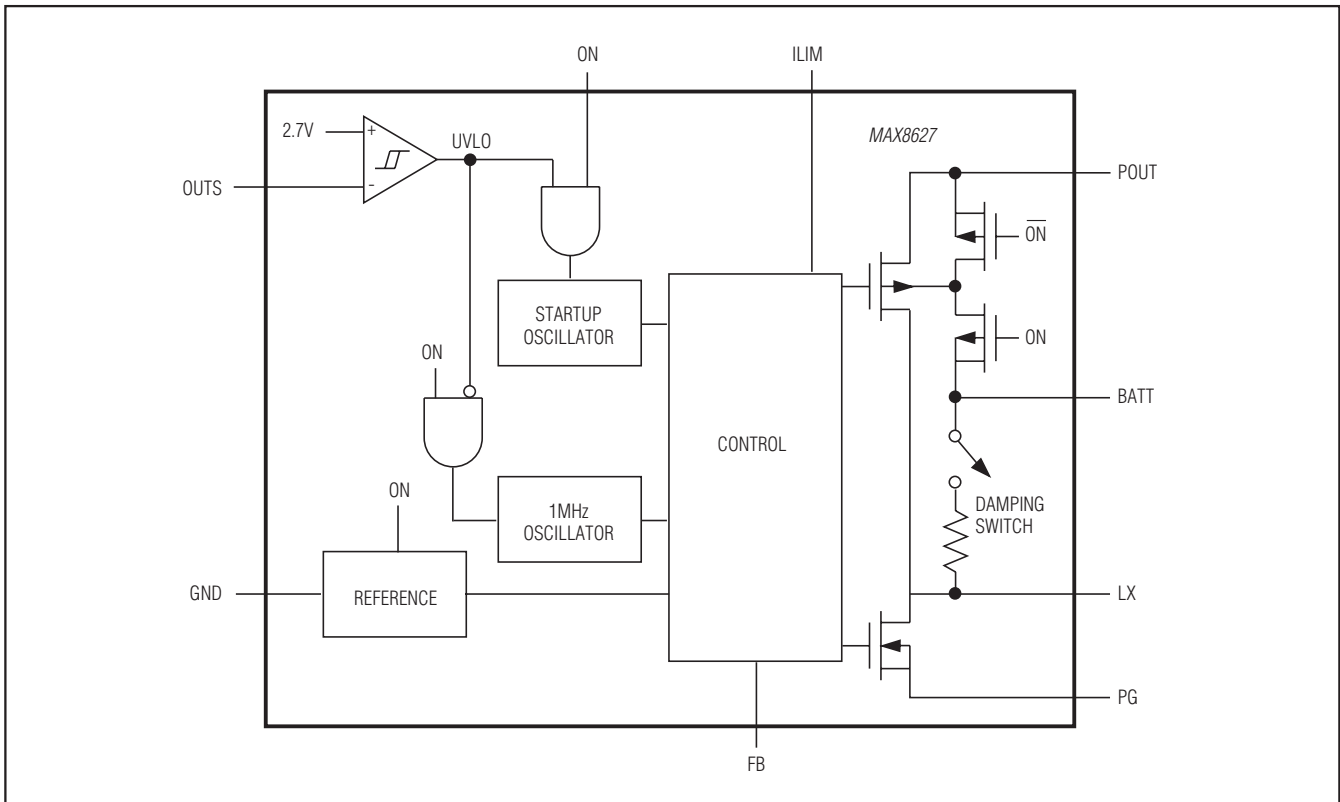 ON
ILIM
2.7V
+
UVLO
MAX8627
OUTS
-
POUT
O̅N̅
STARTUP
OSCILLATOR
ON
ON
BATT
CONTROL
ON
1MHz
OSCILLATOR
DAMPING
SWITCH
GND
REFERENCE
LX
PG
FB